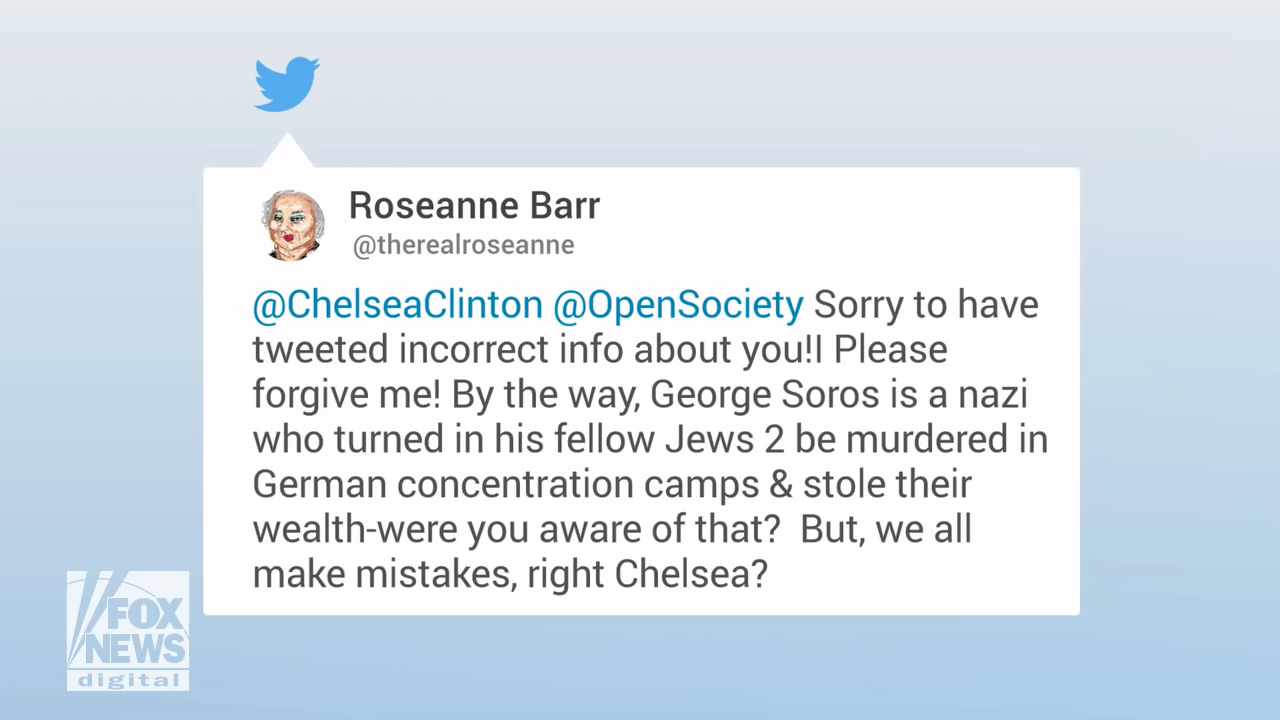 Roseanne Barr
@therealroseanne
@ChelseaClinton @OpenSociety Sorry to have
tweeted incorrect info about you!I Please
forgive me! By the way, George Soros is a nazi
who turned in his fellow Jews 2 be murdered in
German concentration camps & stole their
wealth-were you aware of that?  But, we all
make mistakes, right Chelsea?
FOX
NEWS
digital